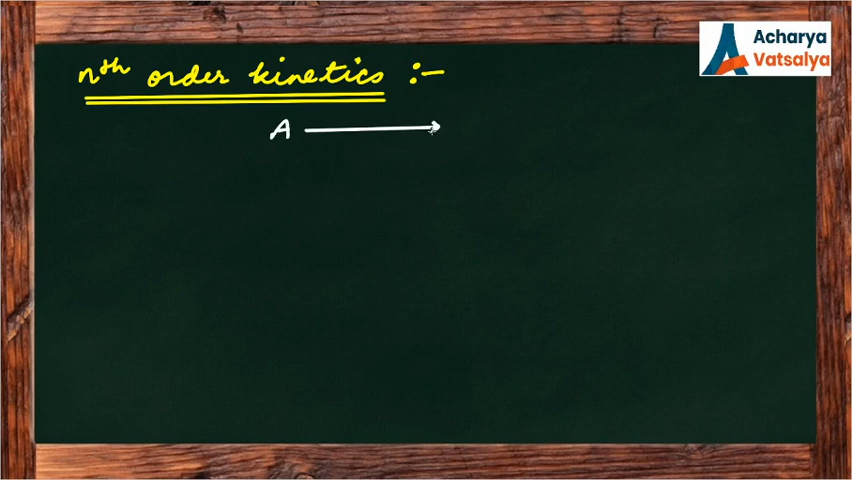 nth order kinetics :-
A ⟶
Acharya
Vatsalya